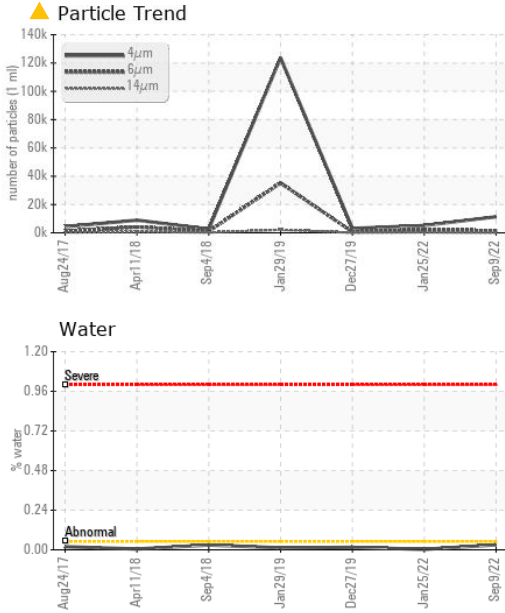 Particle Trend
number of particles (1 ml)
140k
120k
100k
80k
60k
40k
20k
0k
4µm
6µm
14µm
Aug24/17
Apr11/18
Sep4/18
Jan29/19
Dec27/19
Jan25/22
Sep9/22
Water
% water
1.20
0.96
0.72
0.48
0.24
0.00
Severe
Abnormal
Aug24/17
Apr11/18
Sep4/18
Jan29/19
Dec27/19
Jan25/22
Sep9/22